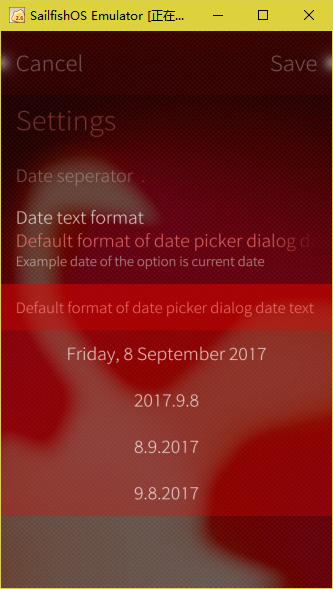 SailfishOS Emulator [正在...
Cancel
Save
Settings
Date seperator .
Date text format
Default format of date picker dialog d
Example date of the option is current date
Default format of date picker dialog date text
Friday, 8 September 2017
2017.9.8
8.9.2017
9.8.2017